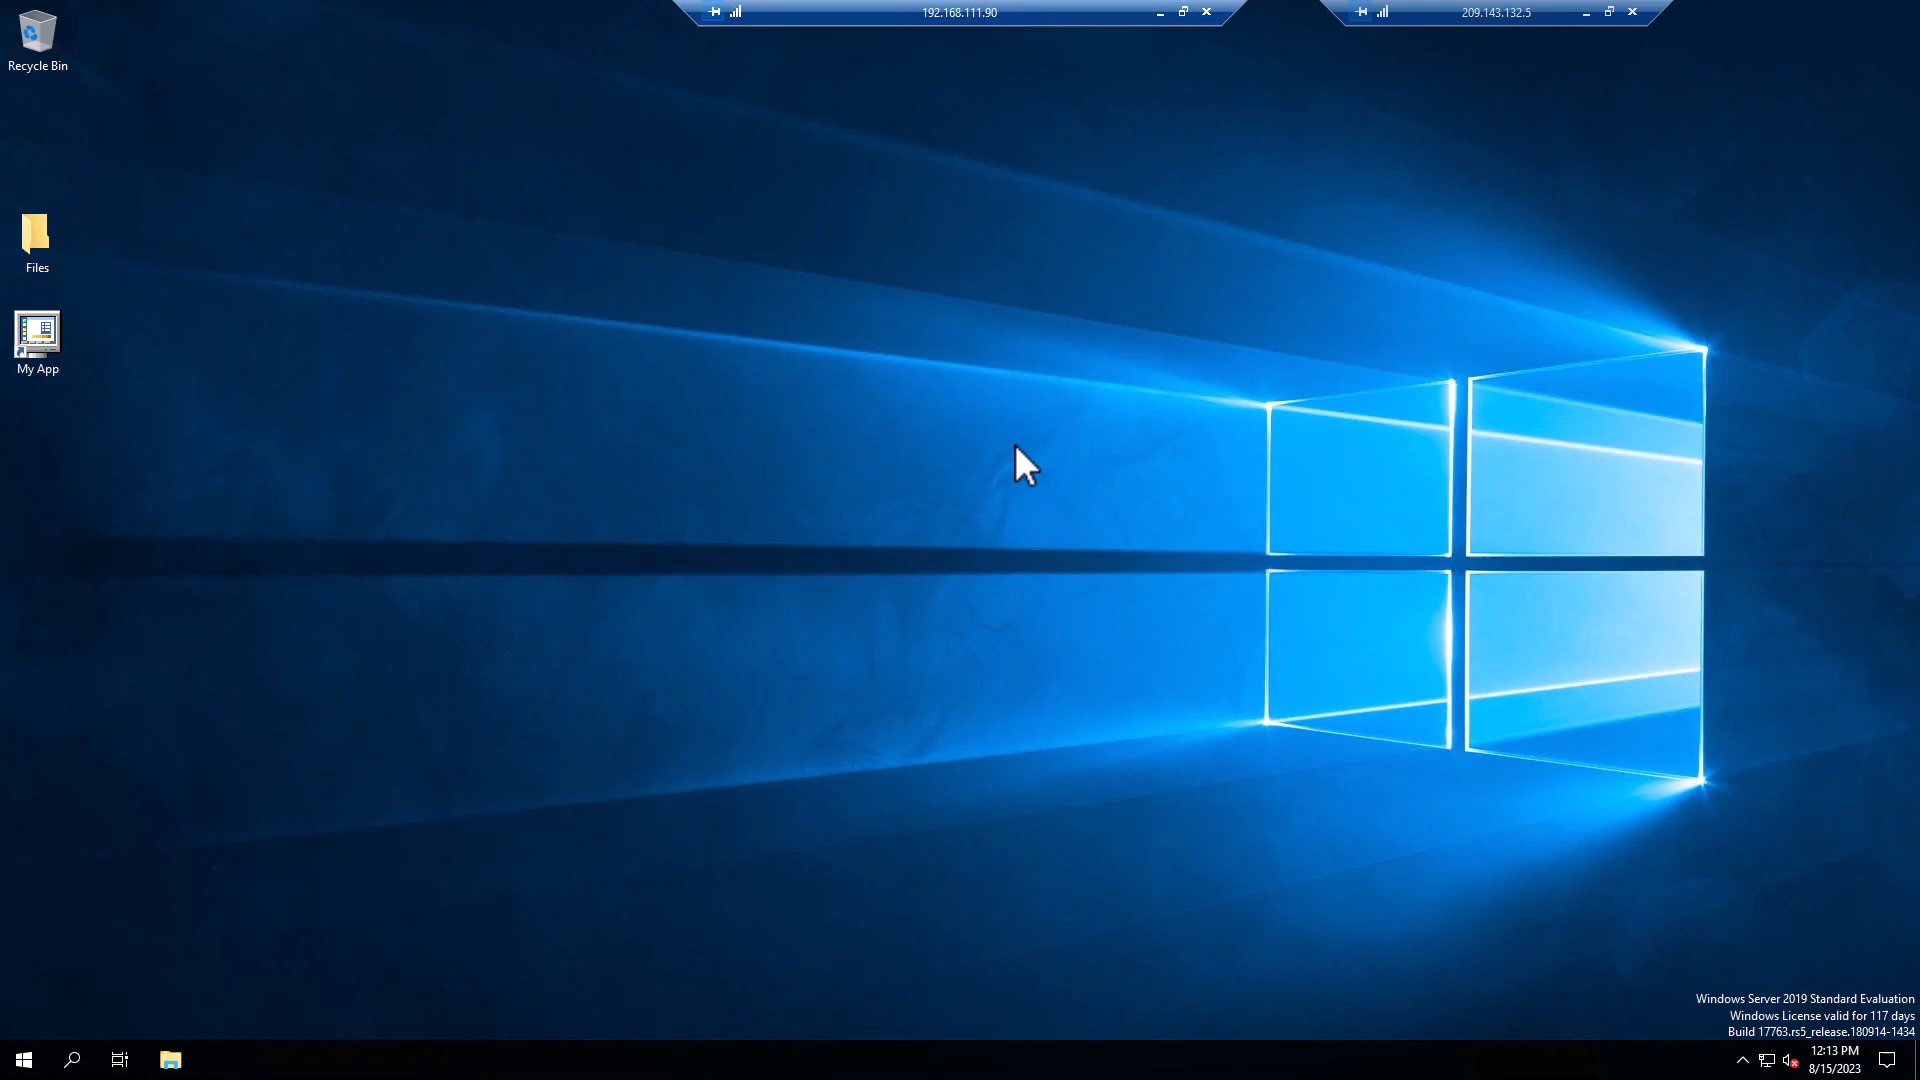 192.168.111.90
209.143.132.5
Recycle Bin
Files
My App
Windows Server 2019 Standard Evaluation
Windows License valid for 117 days
Build 17763.rs5_release.180914-1434
12:13 PM
8/15/2023